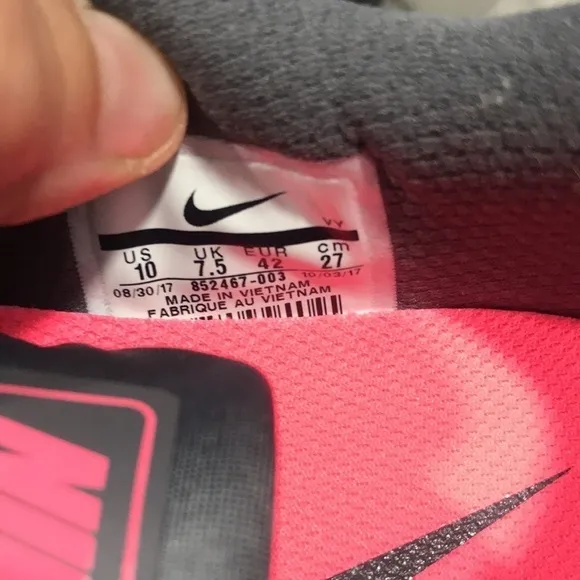 VY
US UK EUR cm
10 7.5 42 27
08/30/17 852467-003 10/03/17
MADE IN VIETNAM
FABRIQUE AU VIETNAM